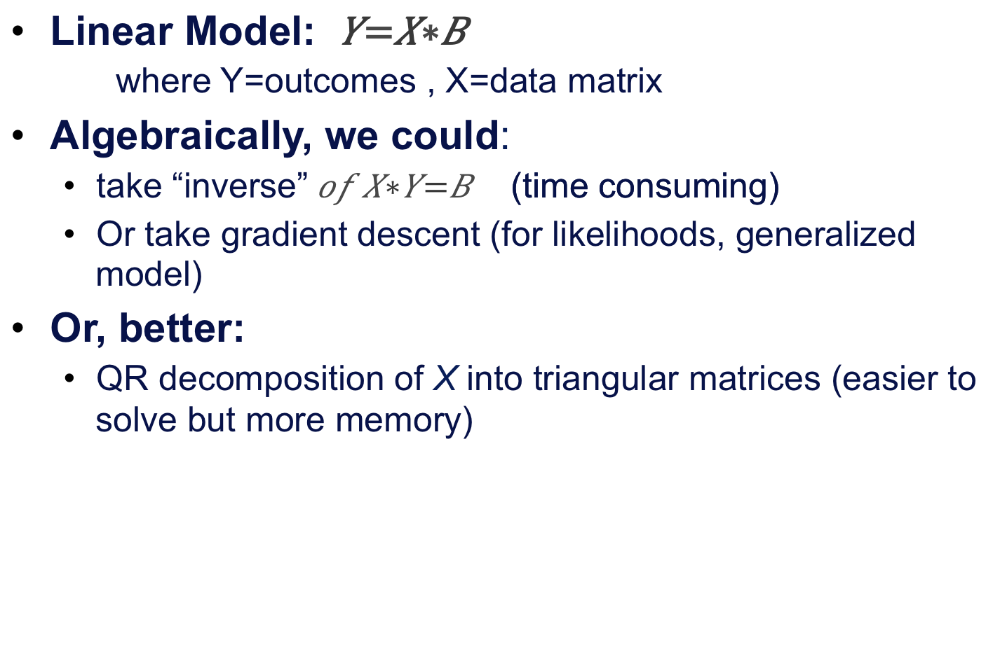 • Linear Model: Y=X∗B
where Y=outcomes , X=data matrix
• Algebraically, we could:
• take “inverse” of X∗Y=B (time consuming)
• Or take gradient descent (for likelihoods, generalized
model)
• Or, better:
• QR decomposition of X into triangular matrices (easier to
solve but more memory)